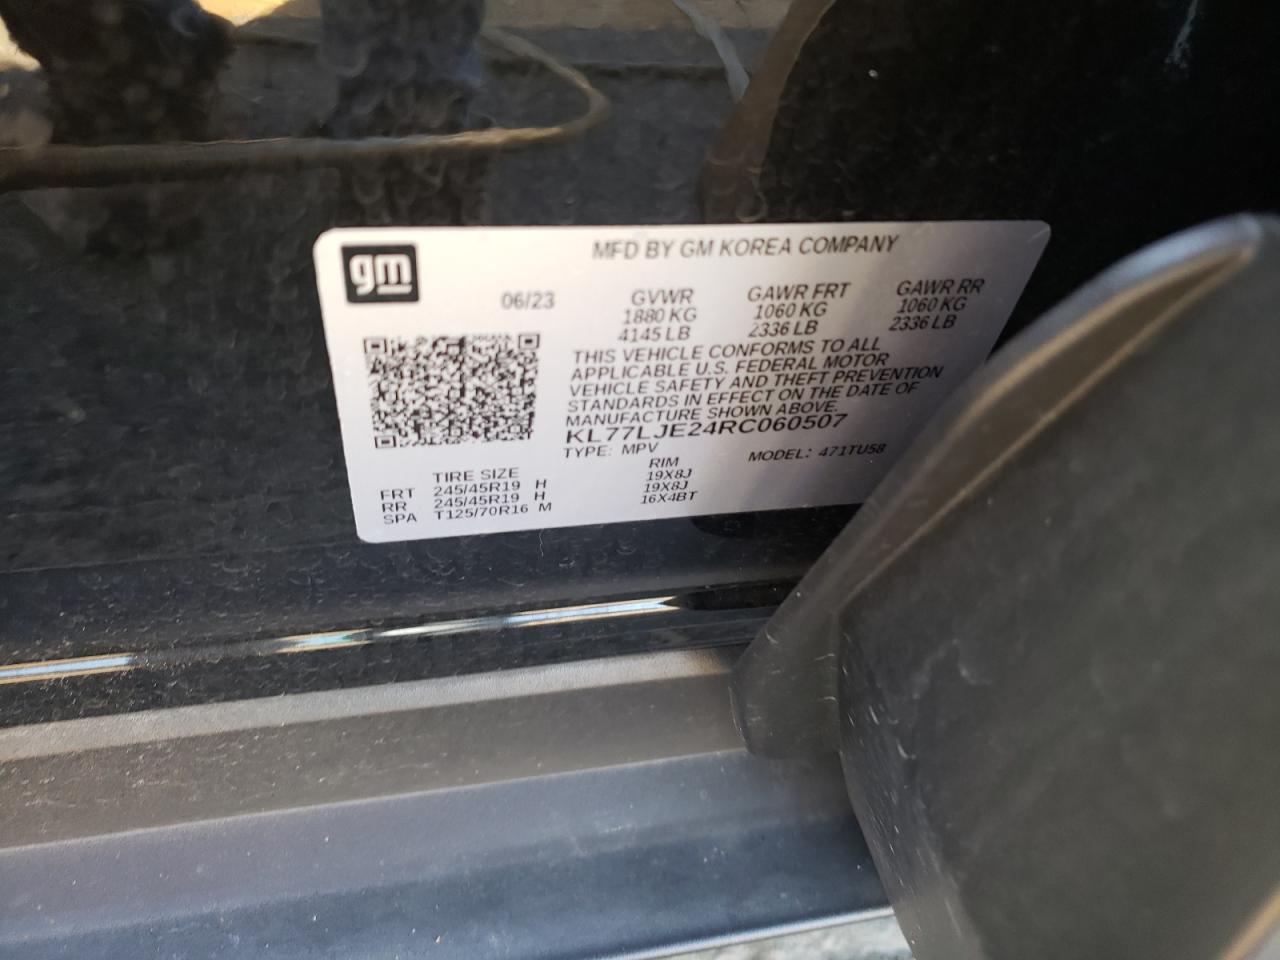 gm
MFD BY GM KOREA COMPANY
06/23 GVWR GAWR FRT GAWR RR
1880 KG 1060 KG 1060 KG
4145 LB 2336 LB 2336 LB
THIS VEHICLE CONFORMS TO ALL
APPLICABLE U.S. FEDERAL MOTOR
VEHICLE SAFETY AND THEFT PREVENTION
STANDARDS IN EFFECT ON THE DATE OF
MANUFACTURE SHOWN ABOVE.
KL77LJE24RC060507
TYPE: MPV MODEL: 471TU58
TIRE SIZE RIM
FRT 245/45R19 H 19X8J
RR 245/45R19 H 19X8J
SPA T125/70R16 M 16X4BT